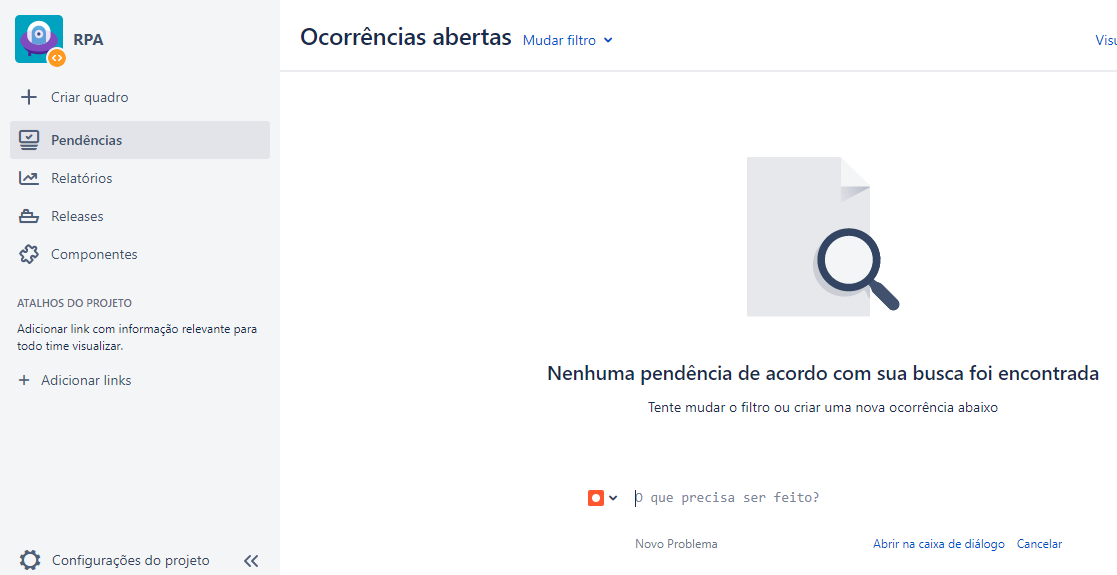 RPA
Criar quadro
Pendências
Relatórios
Releases
Componentes
ATALHOS DO PROJETO
Adicionar link com informação relevante para
todo time visualizar.
Adicionar links
Configurações do projeto
Ocorrências abertas Mudar filtro
Nenhuma pendência de acordo com sua busca foi encontrada
Tente mudar o filtro ou criar uma nova ocorrência abaixo
O que precisa ser feito?
Novo Problema Abrir na caixa de diálogo Cancelar